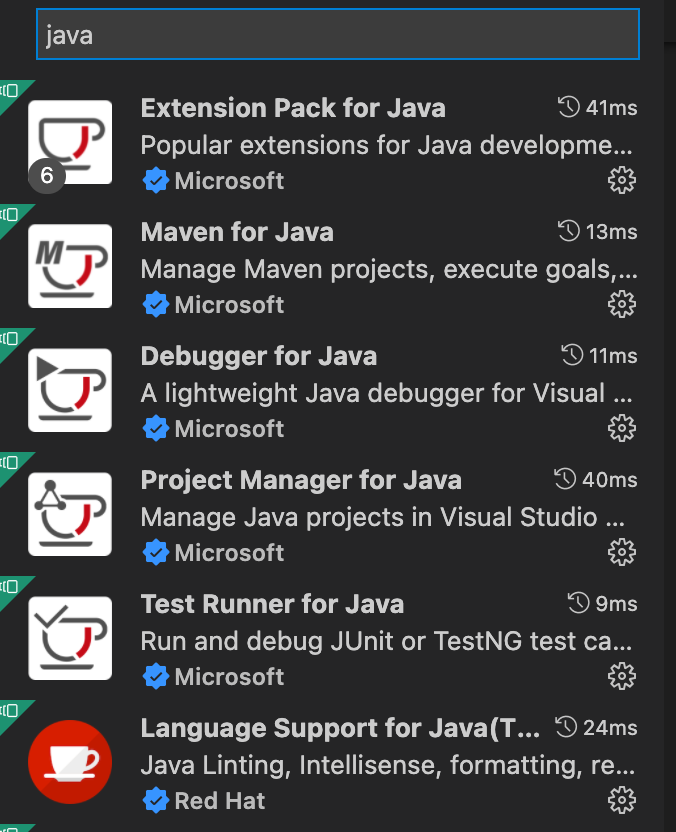 java
Extension Pack for Java 41ms
Popular extensions for Java developme...
6 Microsoft
Maven for Java 13ms
Manage Maven projects, execute goals,...
M Microsoft
Debugger for Java 11ms
A lightweight Java debugger for Visual ...
Microsoft
Project Manager for Java 40ms
Manage Java projects in Visual Studio ...
Microsoft
Test Runner for Java 9ms
Run and debug JUnit or TestNG test ca...
Microsoft
Language Support for Java(T... 24ms
Java Linting, Intellisense, formatting, re...
Red Hat